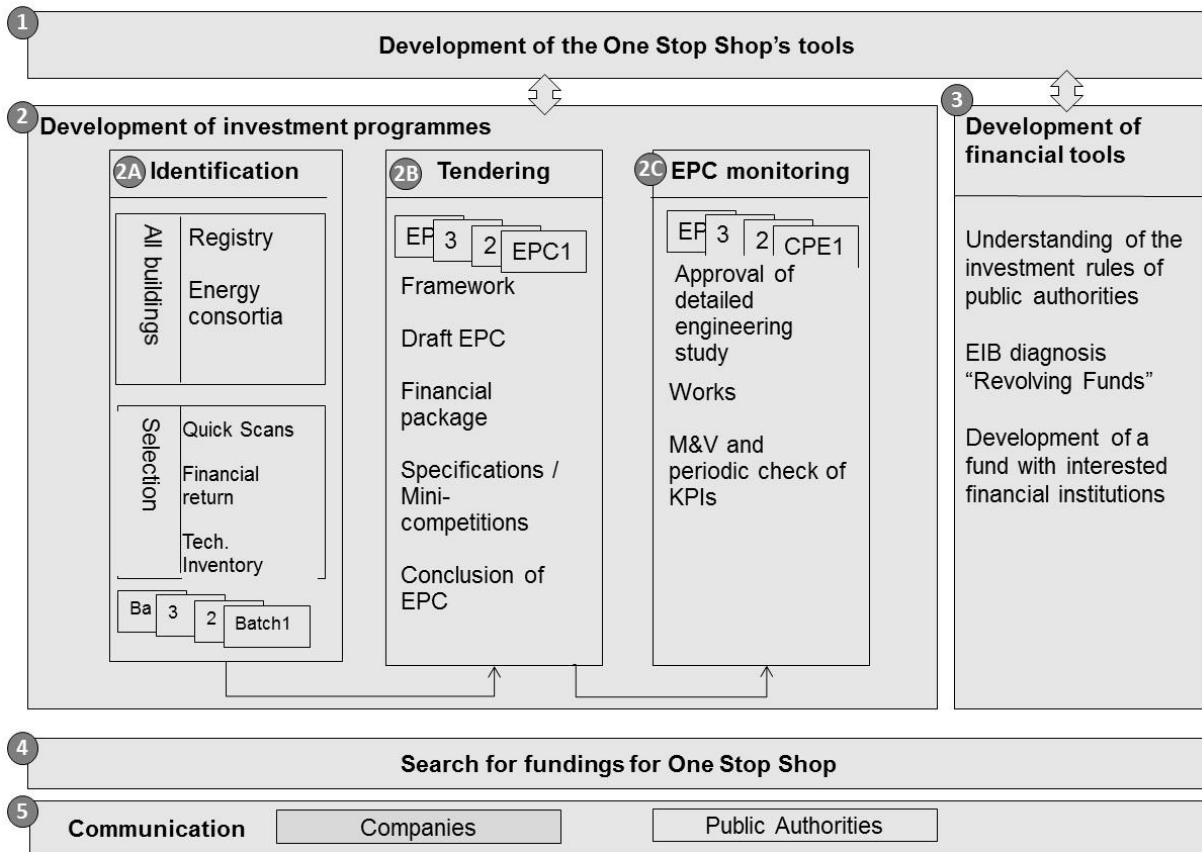 1
Development of the One Stop Shop's tools
2
Development of investment programmes
2A Identification
All buildings
Registry
Energy
consortia
Selection
Quick Scans
Financial
return
Tech.
Inventory
Ba 3 2 Batch1
2B Tendering
EP 3 2 EPC1
Framework
Draft EPC
Financial
package
Specifications /
Mini-
competitions
Conclusion of
EPC
2C EPC monitoring
EP 3 2 CPE1
Approval of
detailed
engineering
study
Works
M&V and
periodic check of
KPIs
3
Development of
financial tools
Understanding of the
investment rules of
public authorities
EIB diagnosis
“Revolving Funds”
Development of a
fund with interested
financial institutions
4
Search for fundings for One Stop Shop
5
Communication Companies Public Authorities